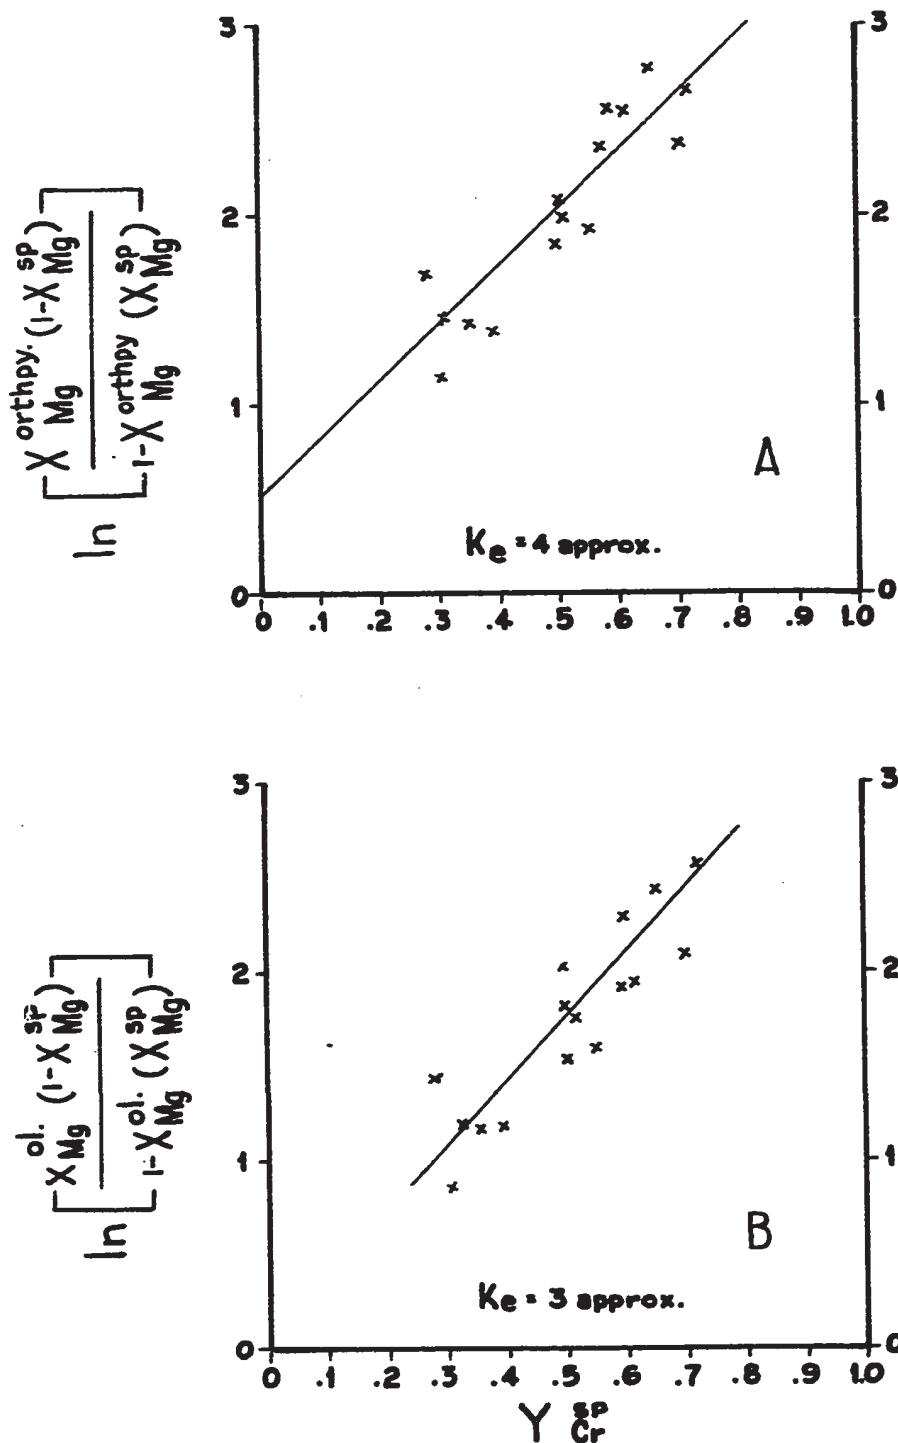 3
2
1
0
3
2
1
0
ln [ X Mg orthpy. (1-X Mg sp) / 1-X Mg orthpy (X Mg sp) ]
A
Ke = 4 approx.
0 .1 .2 .3 .4 .5 .6 .7 .8 .9 1.0
3
2
1
0
3
2
1
0
ln [ X Mg ol. (1-X Mg sp) / 1-X Mg ol. (X Mg sp) ]
B
Ke = 3 approx.
0 .1 .2 .3 .4 .5 .6 .7 .8 .9 1.0
Y sp Cr